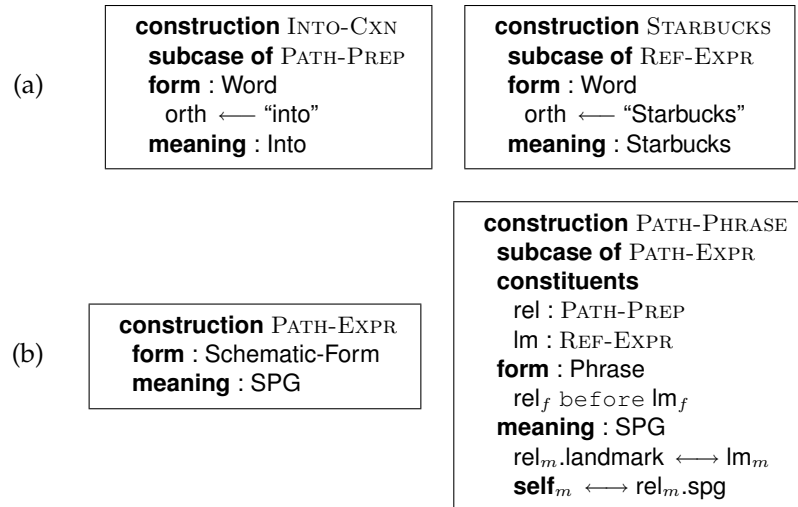 (a)
construction INTO-CXN
subcase of PATH-PREP
form : Word
orth ⟵ “into”
meaning : Into
construction STARBUCKS
subcase of REF-EXPR
form : Word
orth ⟵ “Starbucks”
meaning : Starbucks
(b)
construction PATH-EXPR
form : Schematic-Form
meaning : SPG
construction PATH-PHRASE
subcase of PATH-EXPR
constituents
rel : PATH-PREP
lm : REF-EXPR
form : Phrase
rel_f before lm_f
meaning : SPG
rel_m.landmark ⟷ lm_m
self_m ⟷ rel_m.spg